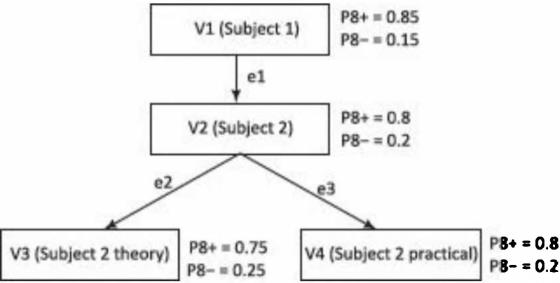 V1 (Subject 1)
P8+ = 0.85
P8− = 0.15
e1
V2 (Subject 2)
P8+ = 0.8
P8− = 0.2
e2
e3
V3 (Subject 2 theory)
P8+ = 0.75
P8− = 0.25
V4 (Subject 2 practical)
P8+ = 0.8
P8− = 0.2